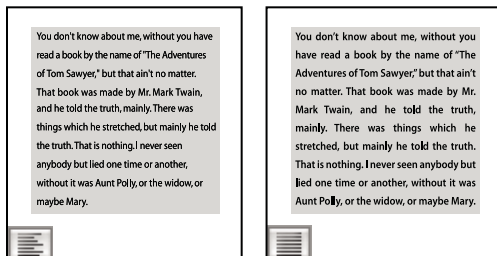 You don't know about me, without you have
read a book by the name of "The Adventures
of Tom Sawyer," but that ain't no matter.
That book was made by Mr. Mark Twain,
and he told the truth, mainly. There was
things which he stretched, but mainly he told
the truth. That is nothing. I never seen
anybody but lied one time or another,
without it was Aunt Polly, or the widow, or
maybe Mary.
You don't know about me, without you
have read a book by the name of “The
Adventures of Tom Sawyer,” but that ain't
no matter. That book was made by Mr.
Mark Twain, and he told the truth,
mainly. There was things which he
stretched, but mainly he told the truth.
That is nothing. I never seen anybody but
lied one time or another, without it was
Aunt Polly, or the widow, or maybe Mary.